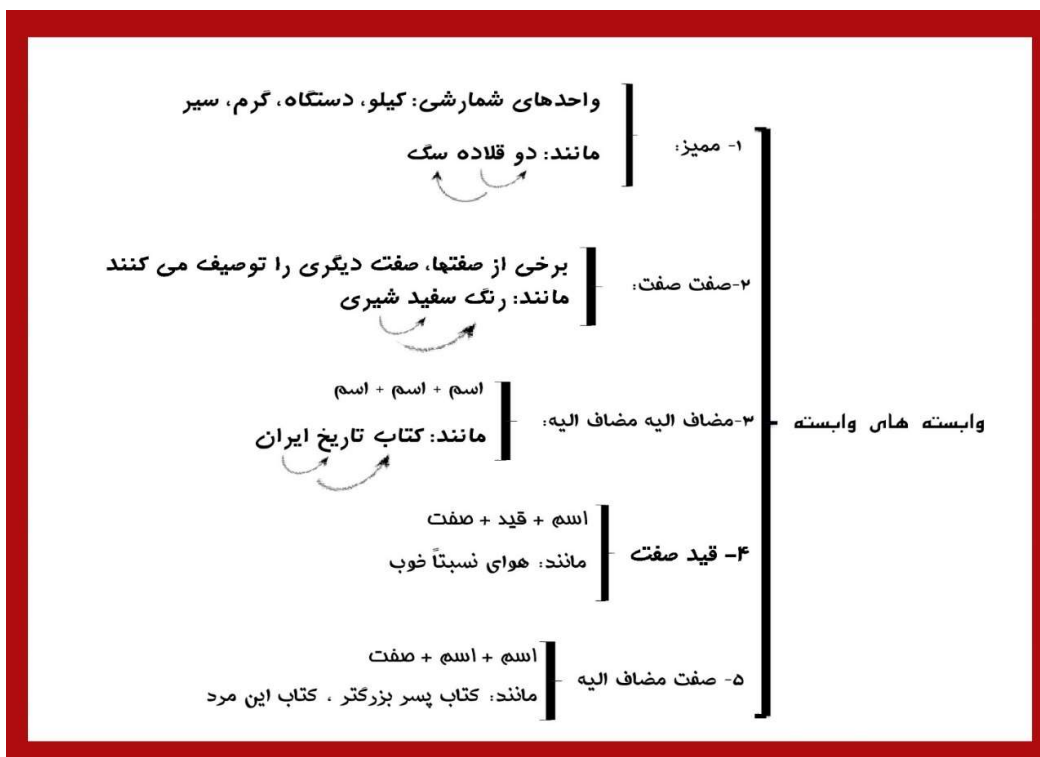 وابسته های وابسته
۱- ممیز:
واحدهای شمارشی: کیلو، دستگاه، گرم، سیر
مانند: دو قلاده سگ
۲-صفت صفت:
برخی از صفتها، صفت دیگری را توصیف می کنند
مانند: رنگ سفید شیری
۳-مضاف الیه مضاف الیه:
اسم + اسم + اسم
مانند: کتاب تاریخ ایران
۴- قید صفت
اسم + قید + صفت
مانند: هوای نسبتاً خوب
۵- صفت مضاف الیه
اسم + اسم + صفت
مانند: کتاب پسر بزرگتر ، کتاب این مرد